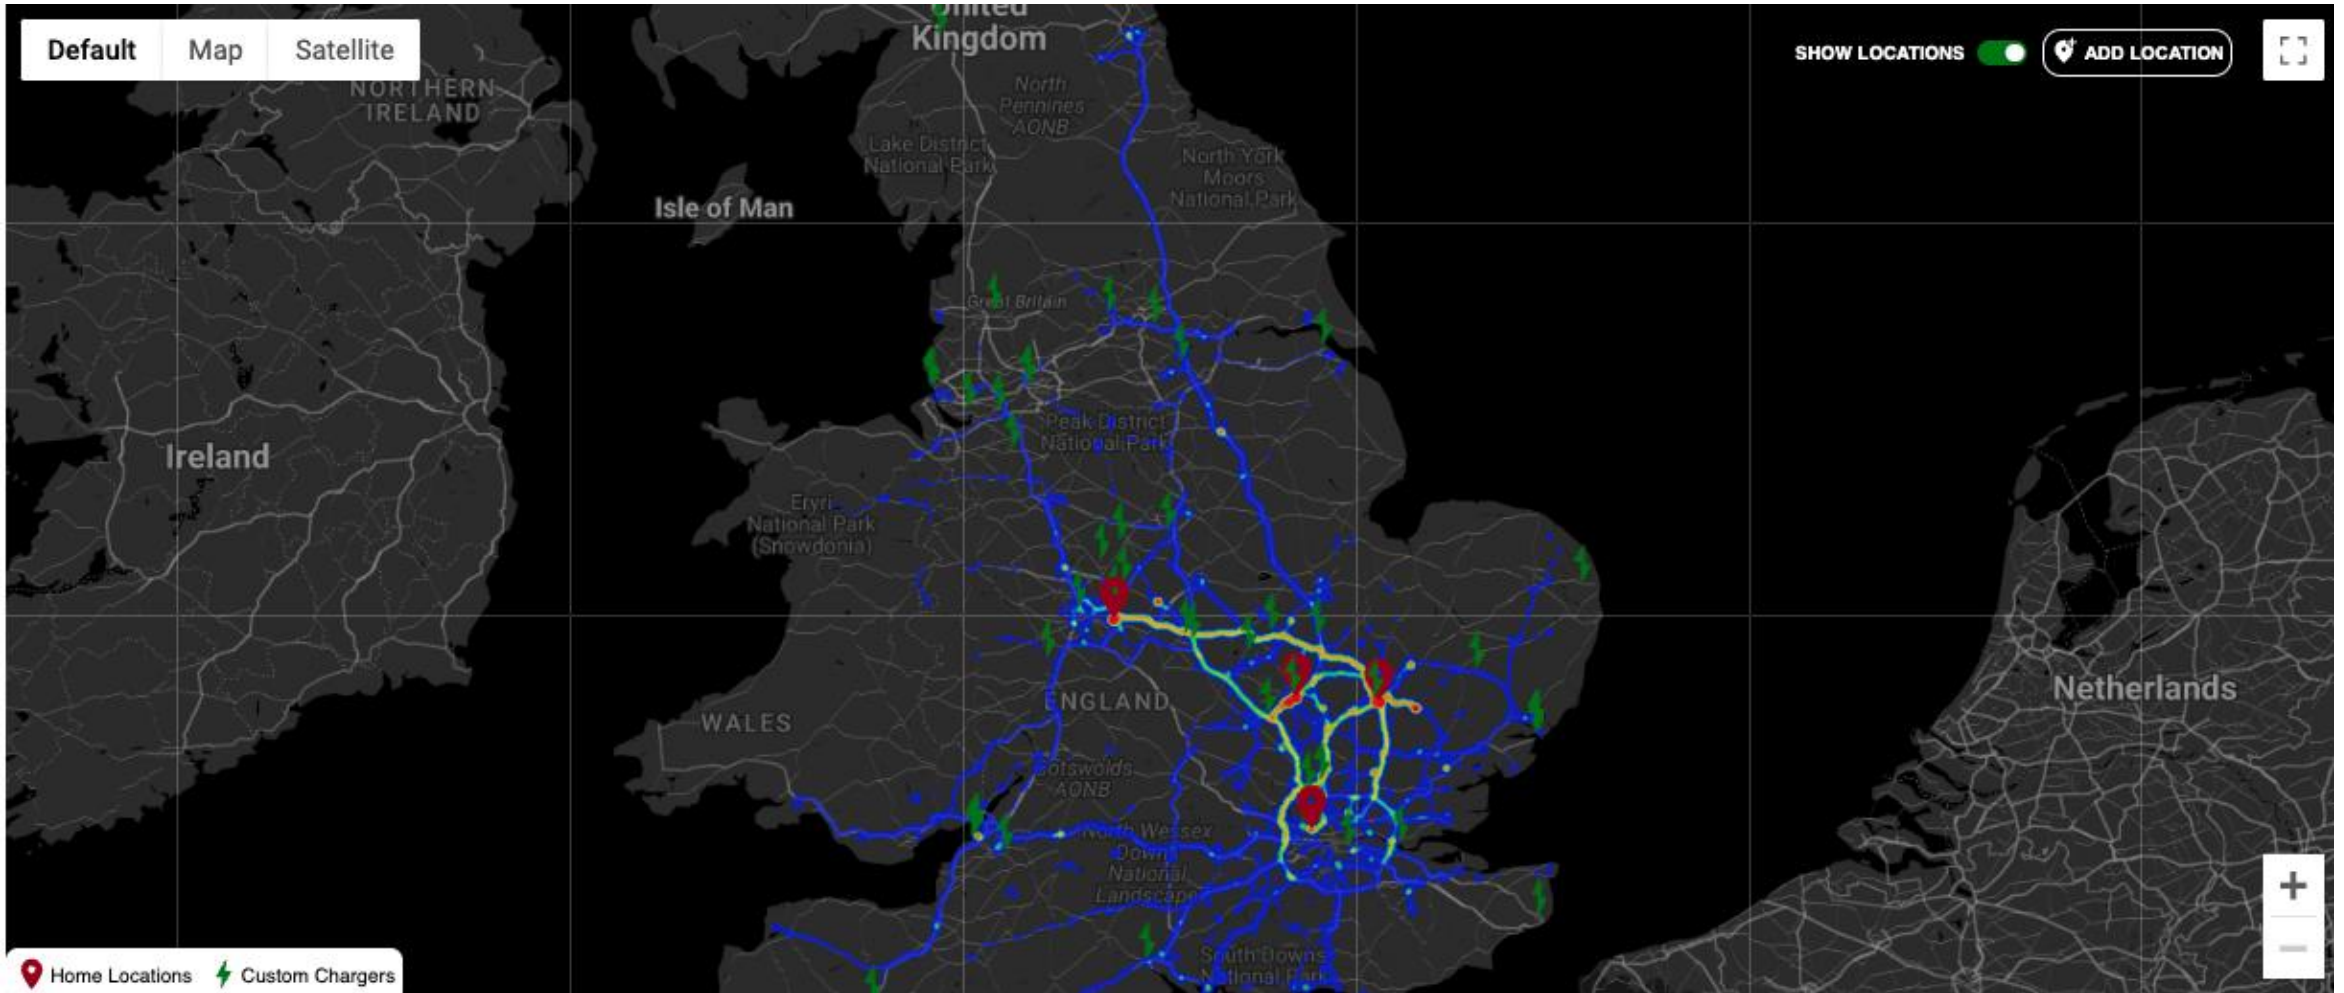 Default Map Satellite
SHOW LOCATIONS
ADD LOCATION
United
Kingdom
NORTHERN
IRELAND
North
Pennines
AONB
Lake District
National Park
North York
Moors
National Park
Isle of Man
Great Britain
Peak District
National Park
Ireland
Eryri
National Park
(Snowdonia)
ENGLAND
WALES
Netherlands
Cotswolds
AONB
North Wessex
Down
National
Landscape
South Downs
National Park
Home Locations
Custom Chargers